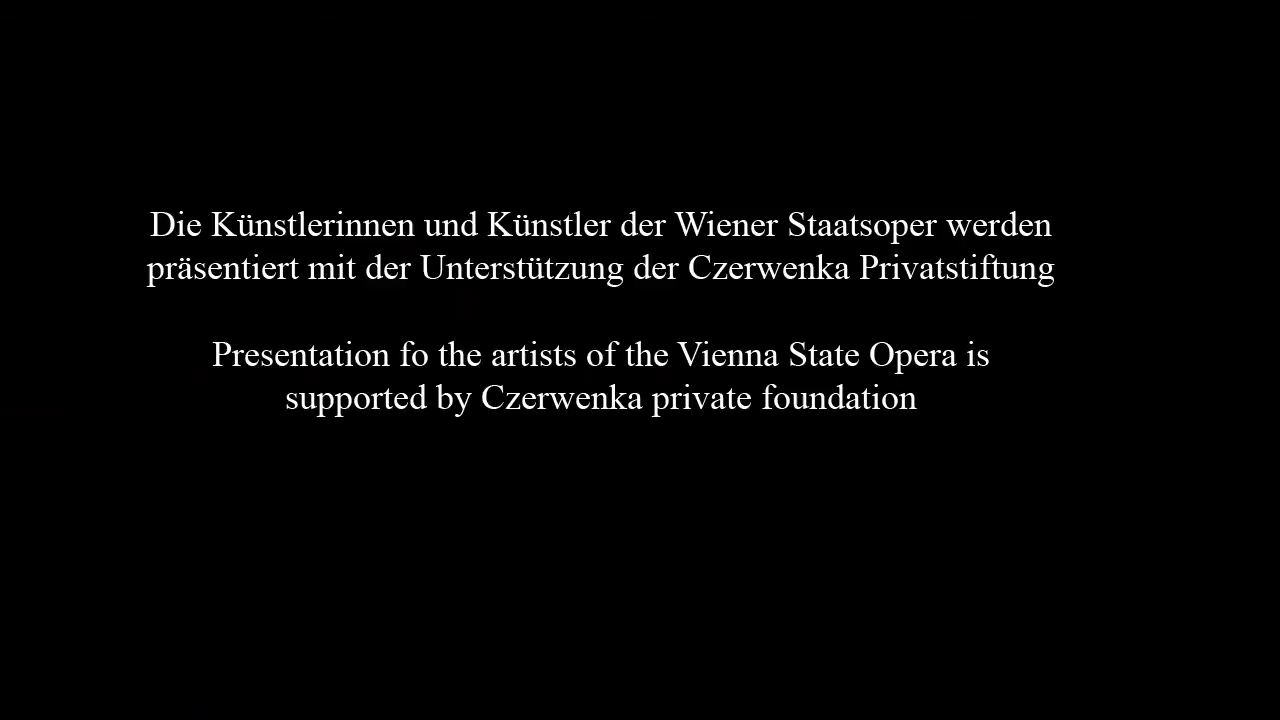 Die Künstlerinnen und Künstler der Wiener Staatsoper werden
präsentiert mit der Unterstützung der Czerwenka Privatstiftung
Presentation fo the artists of the Vienna State Opera is
supported by Czerwenka private foundation